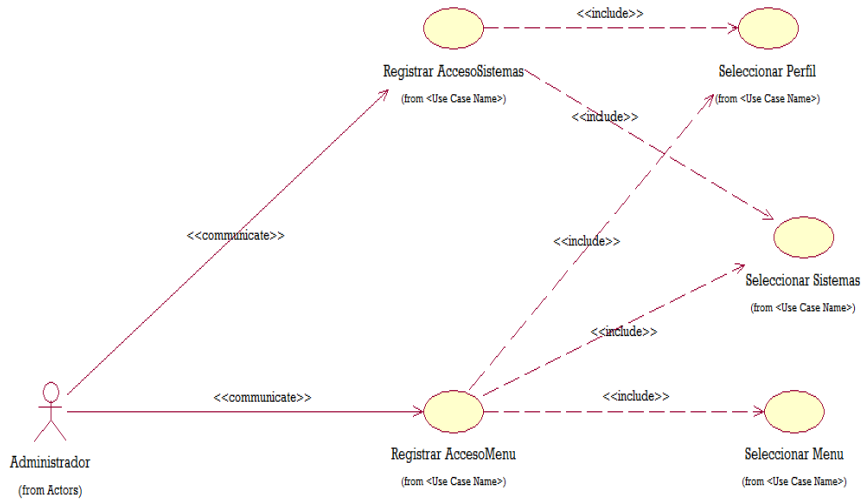 <<include>>
Registrar AccesoSistemas
(from <Use Case Name>)
Seleccionar Perfil
(from <Use Case Name>)
<<include>>
<<communicate>>
<<include>>
Seleccionar Sistemas
(from <Use Case Name>)
<<include>>
<<communicate>>
<<include>>
Administrador
(from Actors)
Registrar AccesoMenu
(from <Use Case Name>)
Seleccionar Menu
(from <Use Case Name>)